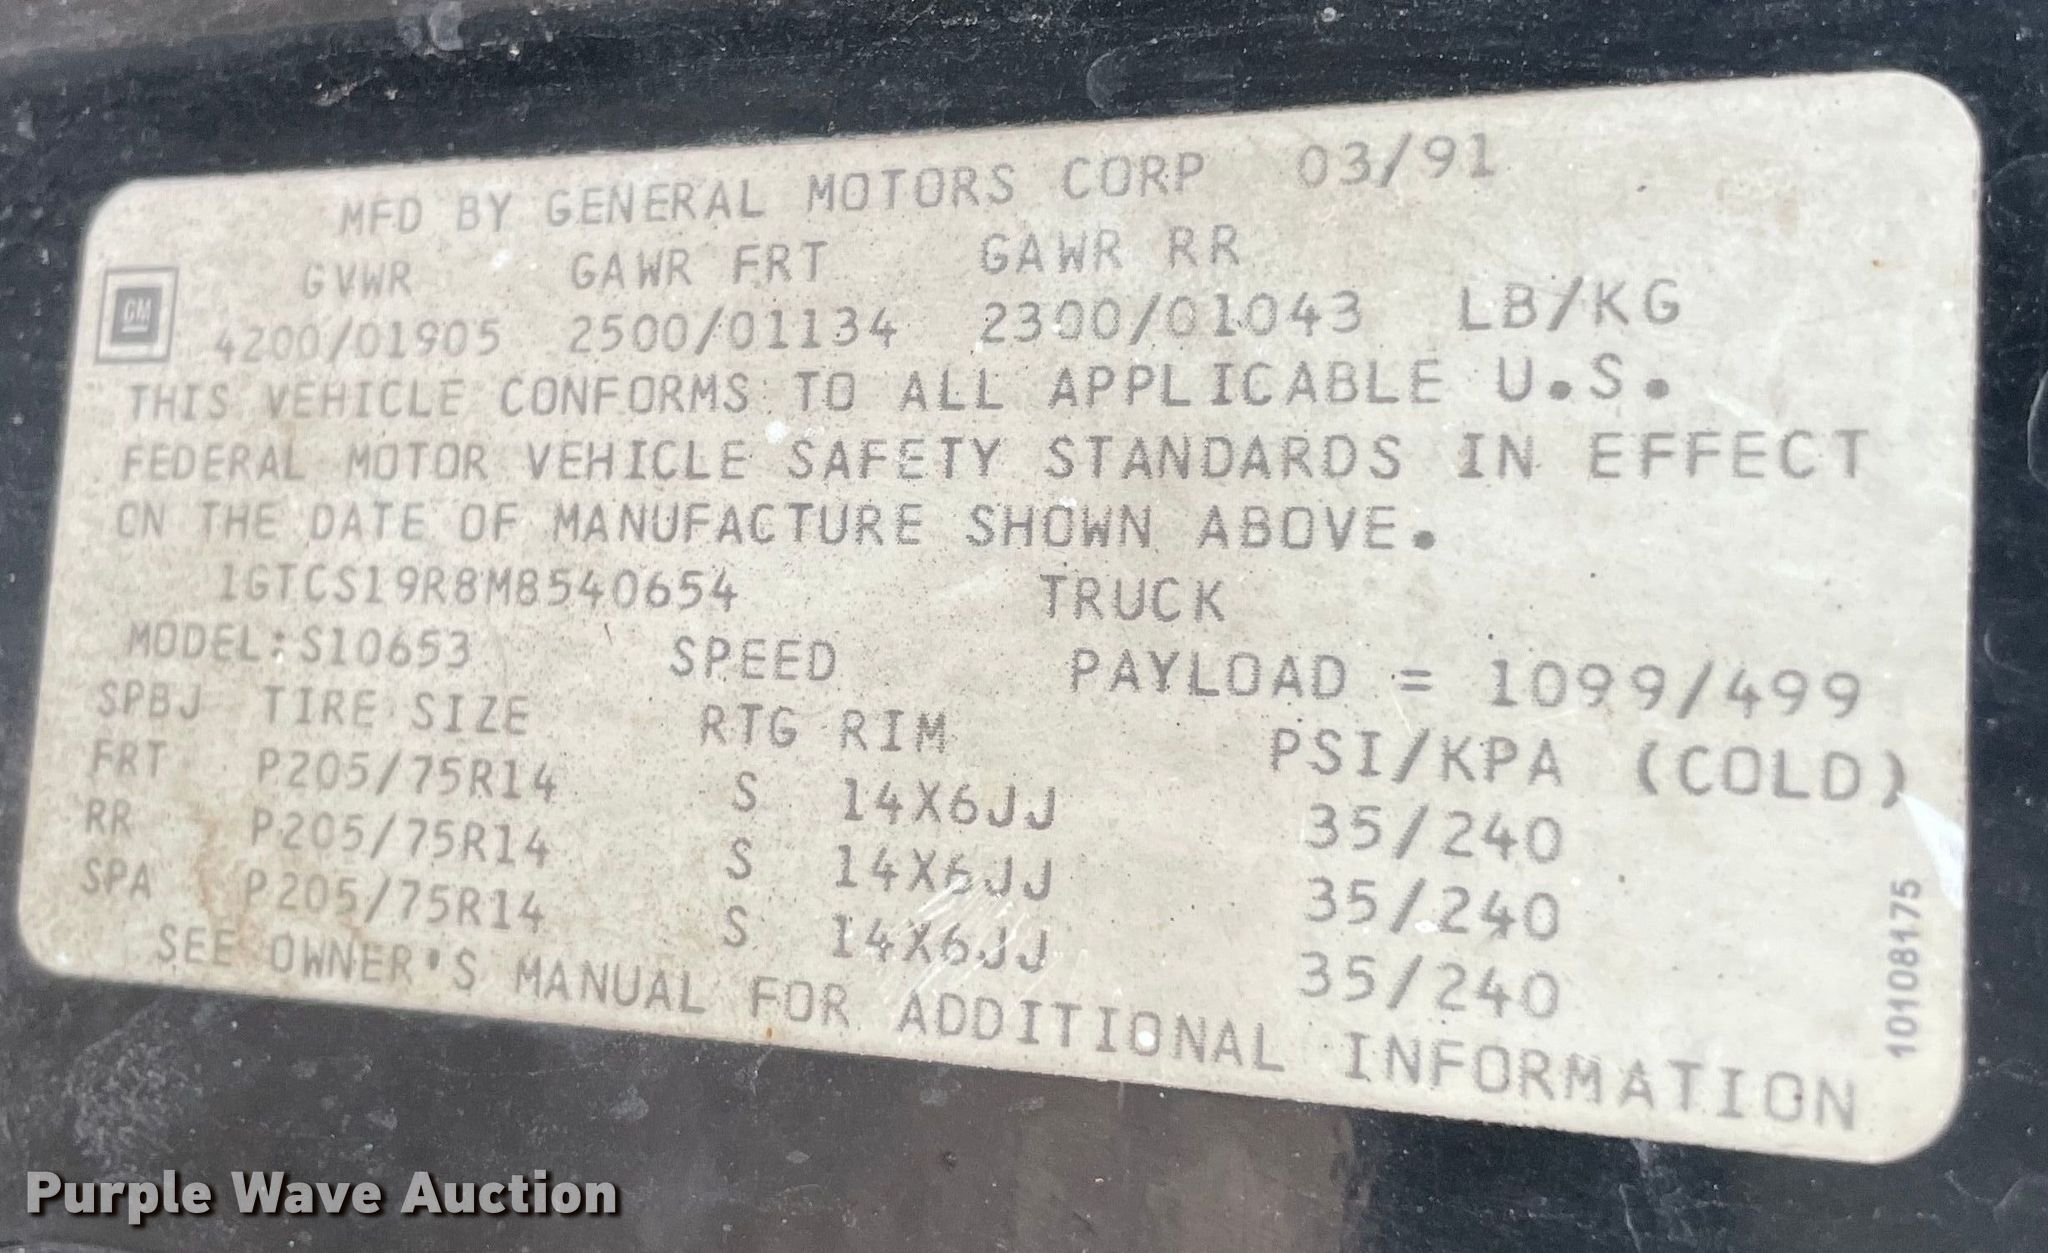 MFD BY GENERAL MOTORS CORP 03/91
GVWR GAWR FRT GAWR RR
GM
4200/01905 2500/01134 2300/01043 LB/KG
THIS VEHICLE CONFORMS TO ALL APPLICABLE U.S.
FEDERAL MOTOR VEHICLE SAFETY STANDARDS IN EFFECT
ON THE DATE OF MANUFACTURE SHOWN ABOVE.
1GTCS19R8M8540654 TRUCK
MODEL:S10653 SPEED PAYLOAD = 1099/499
SPBJ TIRE SIZE RTG RIM PSI/KPA (COLD)
FRT P205/75R14 S 14X6JJ 35/240
RR P205/75R14 S 14X6JJ 35/240
SPA P205/75R14 S 14X6JJ 35/240
SEE OWNER'S MANUAL FOR ADDITIONAL INFORMATION
10108175
Purple Wave Auction